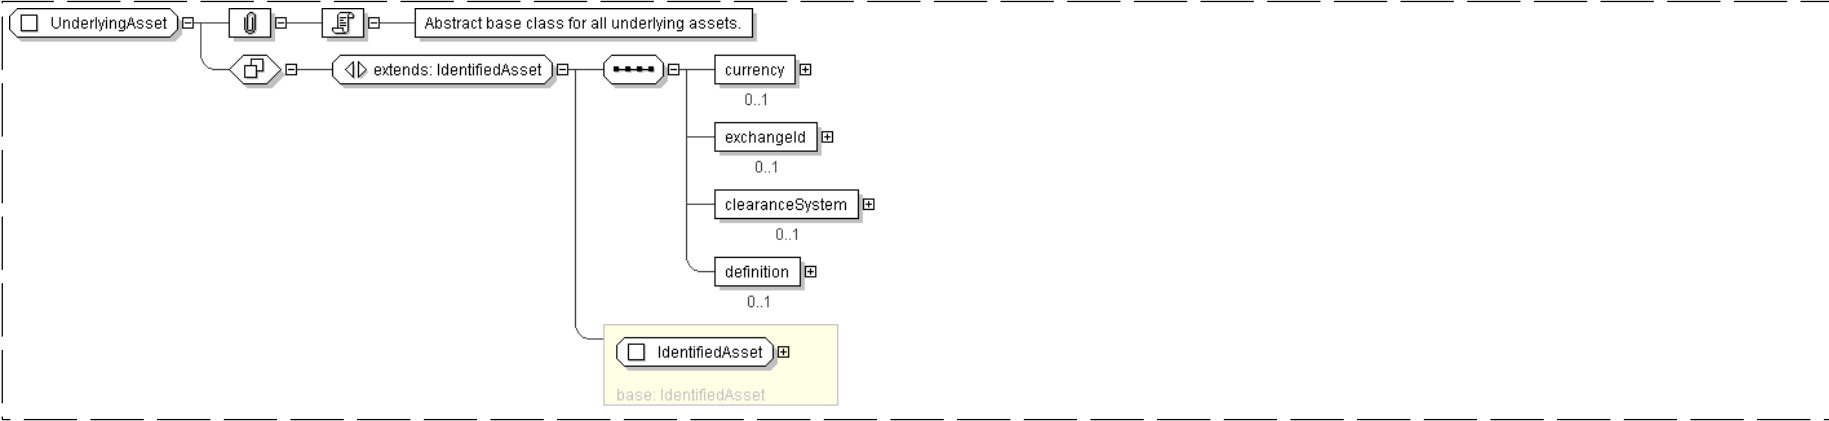 UnderlyingAsset
Abstract base class for all underlying assets.
extends: IdentifiedAsset
currency
0..1
exchangeId
0..1
clearanceSystem
0..1
definition
0..1
IdentifiedAsset
base: IdentifiedAsset